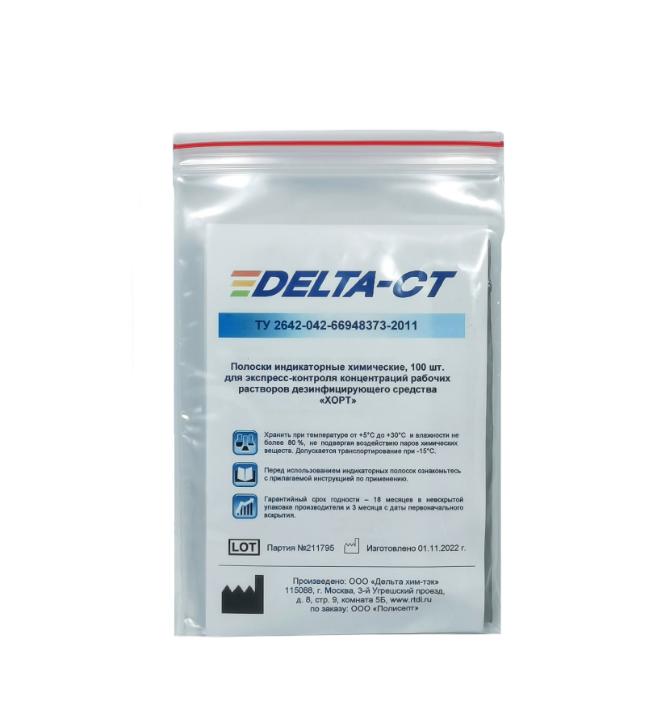 DELTA-CT
ТУ 2642-042-66948373-2011
Полоски индикаторные химические, 100 шт.
для экспресс-контроля концентраций рабочих
растворов дезинфицирующего средства
«ХОРТ»
Хранить при температуре от +5°C до +30°C и влажности не
более 80 %, не подвергая воздействию паров химических
веществ. Допускается транспортирование при -15°C.
Перед использованием индикаторных полосок ознакомьтесь
с прилагаемой инструкцией по применению.
Гарантийный срок годности – 18 месяцев в невскрытой
упаковке производителя и 3 месяца с даты первоначального
вскрытия.
LOT Партия №211795 Изготовлено 01.11.2022 г.
Произведено: ООО «Дельта хим-тэк»
115088, г. Москва, 3-й Угрешский проезд,
д. 8, стр. 9, комната 5Б, www.rtdi.ru
по заказу: ООО «Полисепт»